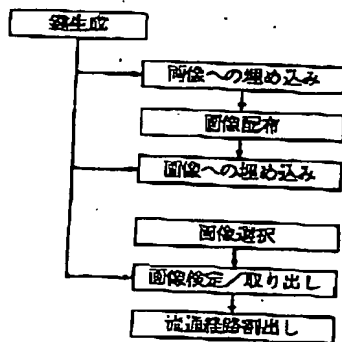 鍵生成
画像への埋め込み
画像配布
画像への埋め込み
画像選択
画像検定／取り出し
流通経路割出し